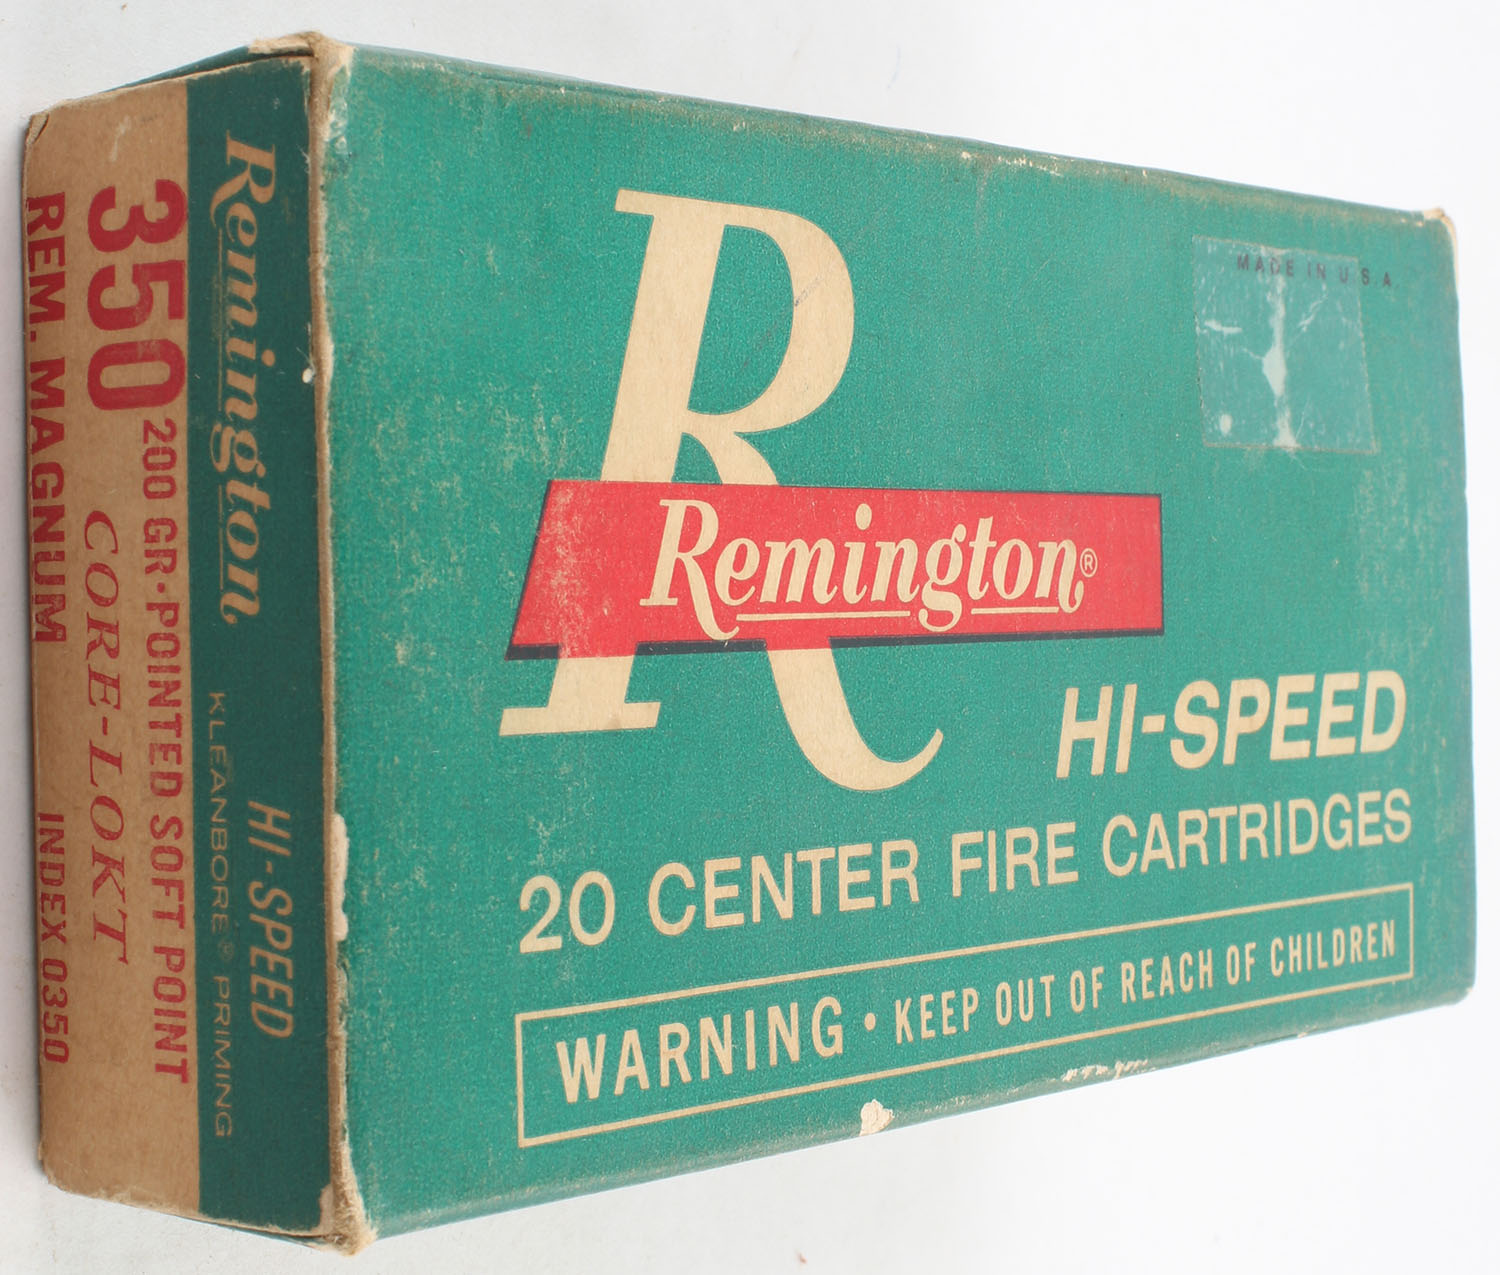 MADE IN U.S.A
Remington®
HI-SPEED
20 CENTER FIRE CARTRIDGES
WARNING • KEEP OUT OF REACH OF CHILDREN
Remington
HI-SPEED
KLEANBORE® PRIMING
350
REM. MAGNUM
200 GR·POINTED SOFT POINT
CORE-LOKT
INDEX 0350